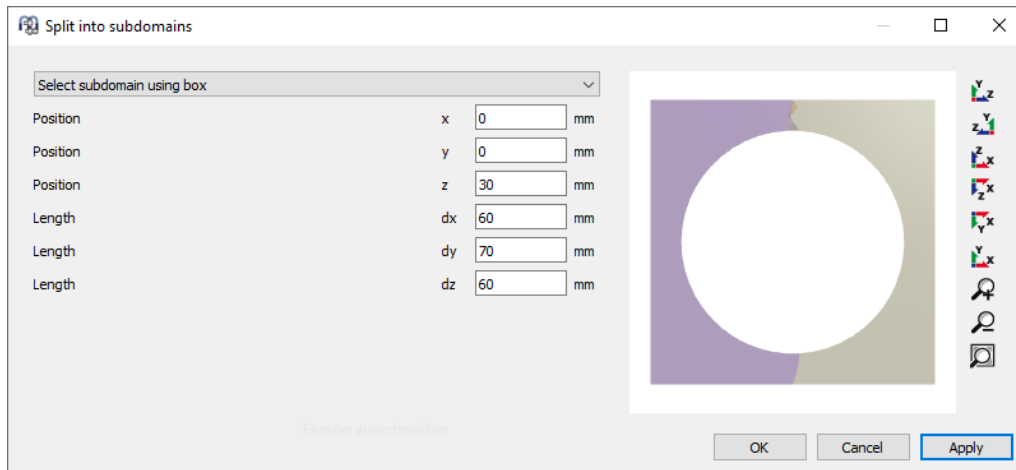 Split into subdomains
Select subdomain using box
Position x 0 mm
Position y 0 mm
Position z 30 mm
Length dx 60 mm
Length dy 70 mm
Length dz 60 mm
Y Z
Z Y
Z X
Z X
Y X
Y X
Fenster ausschneiden
OK Cancel Apply